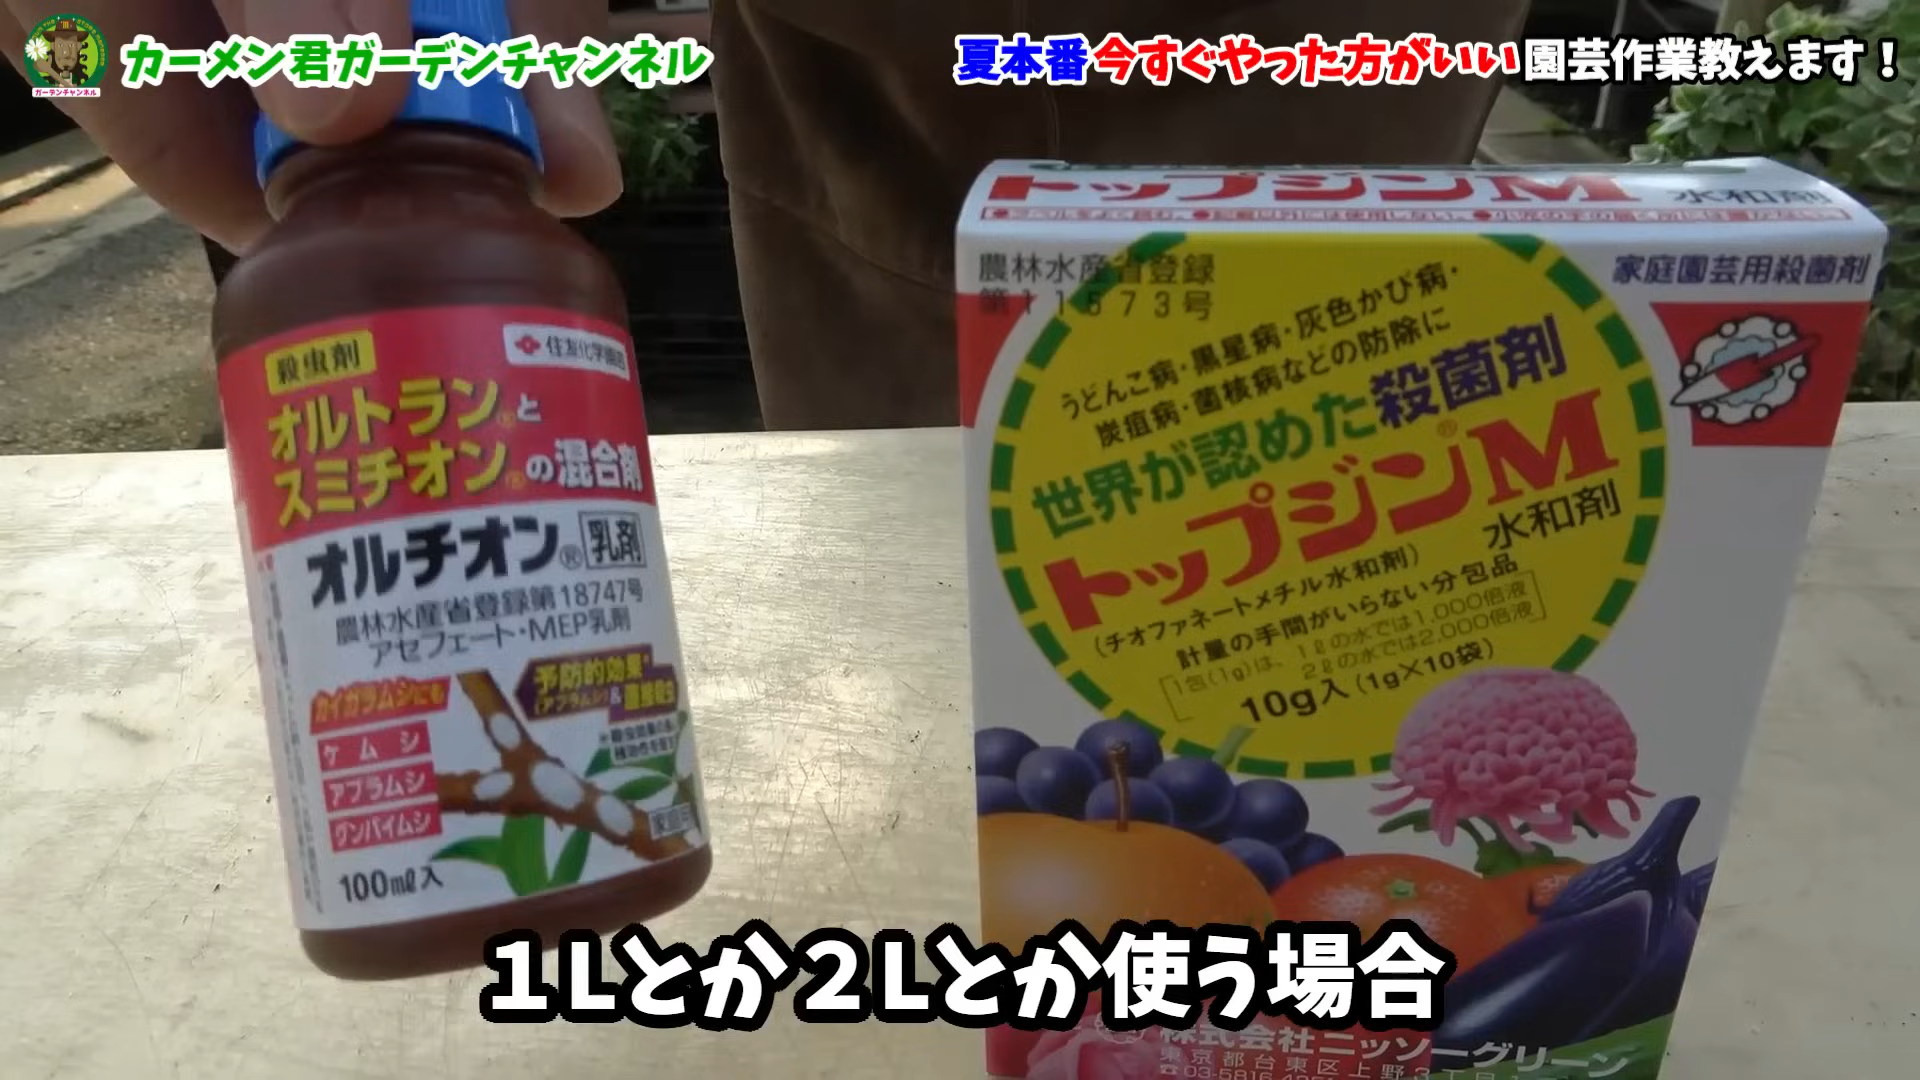 カーメン君ガーデンチャンネル
夏本番今すぐやった方がいい園芸作業教えます！
ガーデンチャンネル
殺虫剤
住友化学園芸
オルトラン®と
スミチオン®の混合剤
オルチオン®乳剤
農林水産省登録第18747号
アセフェート・MEP乳剤
カイガラムシにも
予防的効果
ケムシ
アブラムシ
グンバイムシ
100mℓ入
トップジンM 水和剤
農林水産省登録
第11573号
家庭園芸用殺菌剤
うどんこ病・黒星病・灰色かび病・
炭疽病・菌核病などの防除に
世界が認めた殺菌剤
トップジン®M
水和剤
(チオファネートメチル水和剤)
計量の手間がいらない分包品
1包(1g)は、1ℓの水では1,000倍液
2ℓの水では2,000倍液
10g入(1g×10袋)
１Lとか２Lとか使う場合
株式会社ニッソーグリーン
東京都台東区上野3丁目